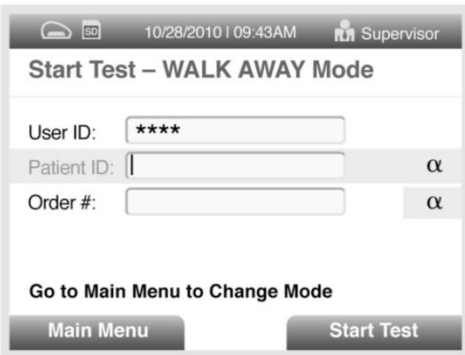 SD 10/28/2010 | 09:43AM Supervisor
Start Test – WALK AWAY Mode
User ID: ****
Patient ID: α
Order #: α
Go to Main Menu to Change Mode
Main Menu Start Test